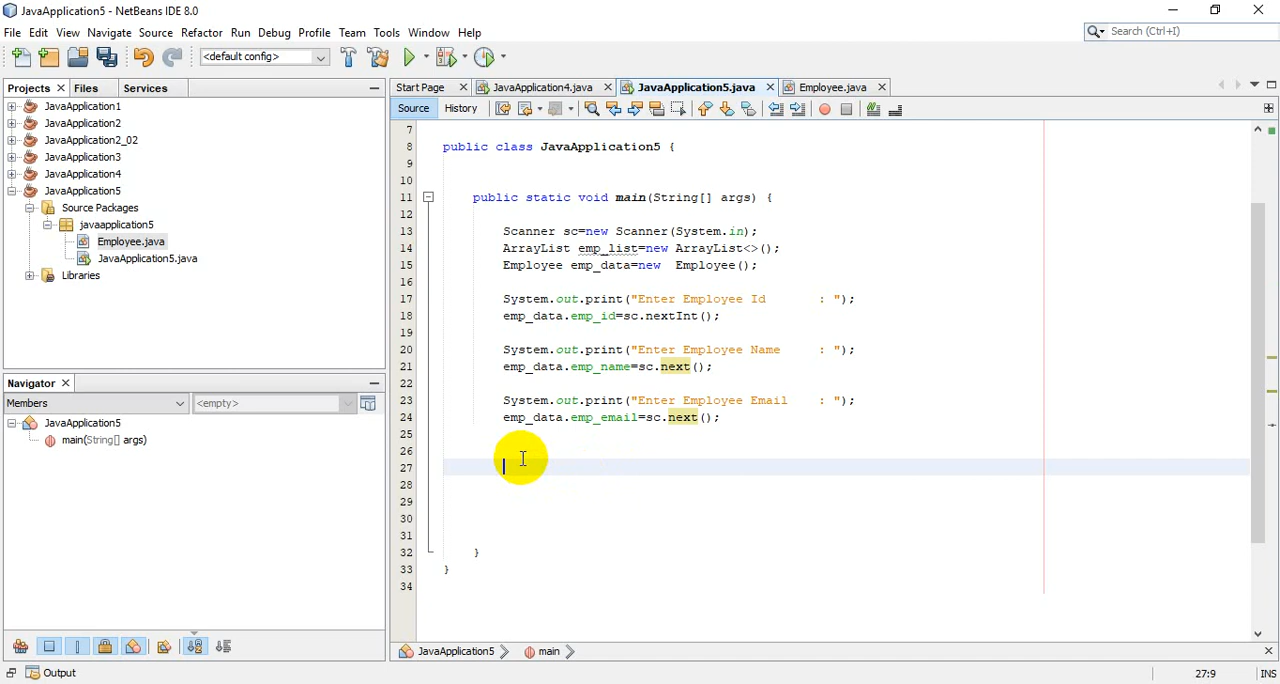 JavaApplication5 - NetBeans IDE 8.0
File Edit View Navigate Source Refactor Run Debug Profile Team Tools Window Help
Search (Ctrl+I)
<default config>
Projects Files Services
Start Page JavaApplication4.java JavaApplication5.java Employee.java
Source History
JavaApplication1
JavaApplication2
JavaApplication2_02
JavaApplication3
JavaApplication4
JavaApplication5
Source Packages
javaapplication5
Employee.java
JavaApplication5.java
Libraries
Navigator
Members <empty>
JavaApplication5
main(String[] args)
7
8 public class JavaApplication5 {
9
10
11 public static void main(String[] args) {
12
13 Scanner sc=new Scanner(System.in);
14 ArrayList emp_list=new ArrayList<>();
15 Employee emp_data=new  Employee();
16
17 System.out.print("Enter Employee Id       : ");
18 emp_data.emp_id=sc.nextInt();
19
20 System.out.print("Enter Employee Name     : ");
21 emp_data.emp_name=sc.next();
22
23 System.out.print("Enter Employee Email    : ");
24 emp_data.emp_email=sc.next();
25
26
27
28
29
30
31
32 }
33 }
34
JavaApplication5 main
Output
27:9 INS